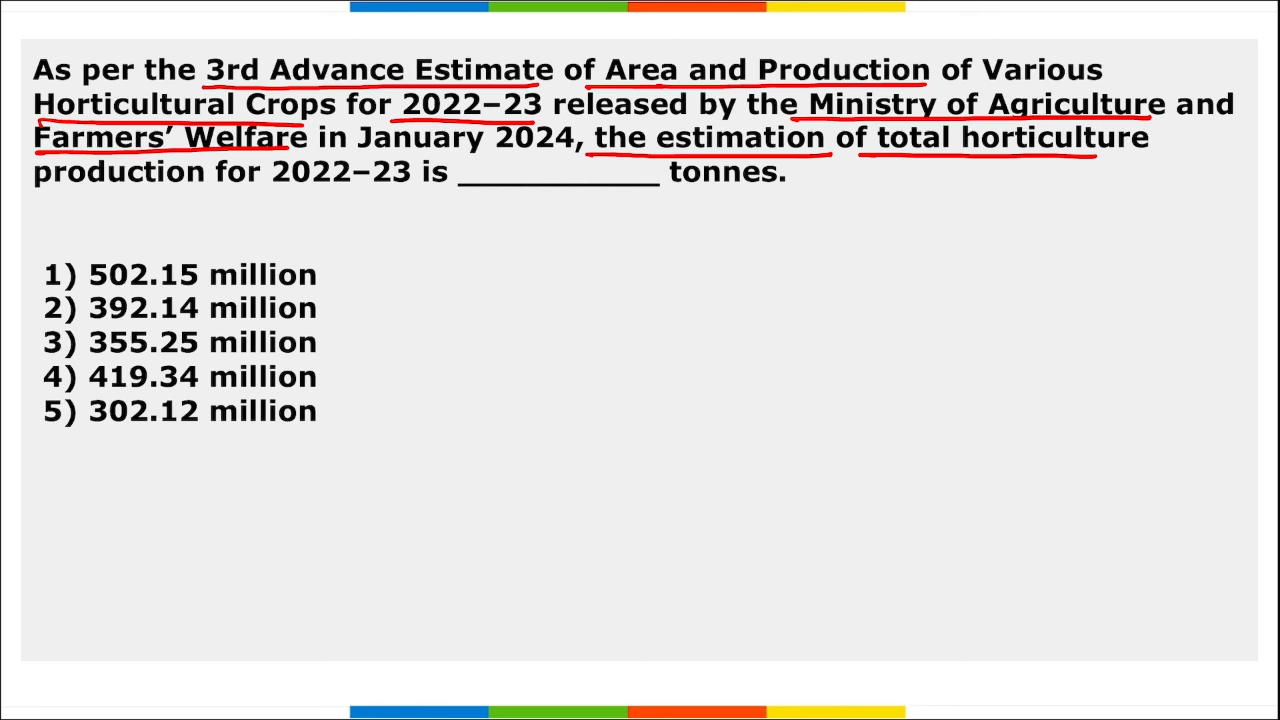 As per the 3rd Advance Estimate of Area and Production of Various
Horticultural Crops for 2022–23 released by the Ministry of Agriculture and
Farmers’ Welfare in January 2024, the estimation of total horticulture
production for 2022–23 is ____________ tonnes.
1) 502.15 million
2) 392.14 million
3) 355.25 million
4) 419.34 million
5) 302.12 million